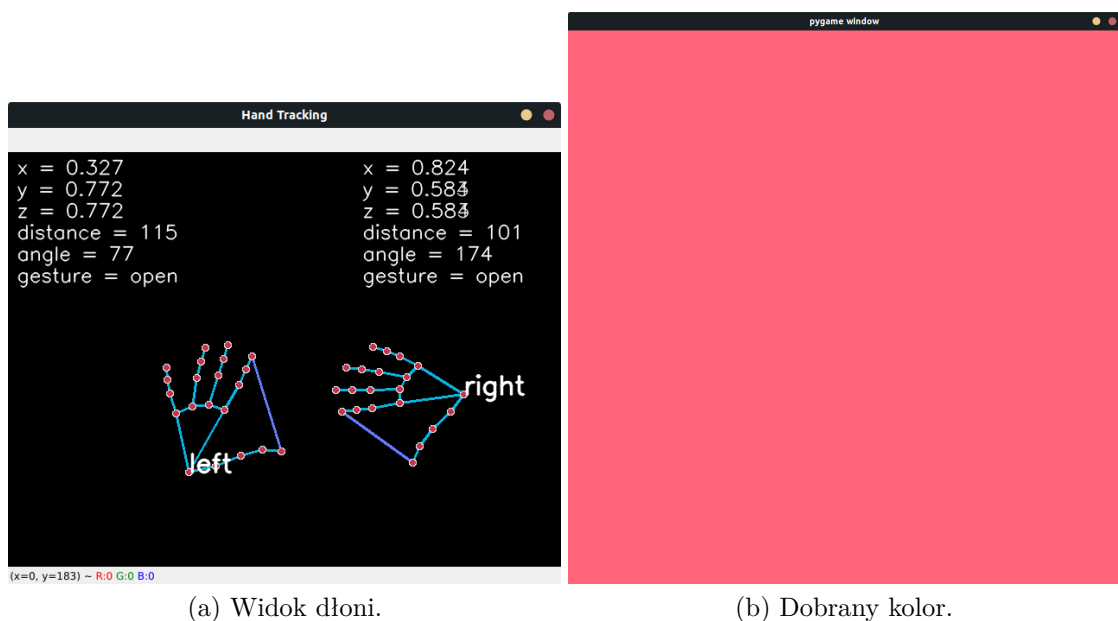 pygame window
Hand Tracking
x = 0.327
y = 0.772
z = 0.772
distance = 115
angle = 77
gesture = open
x = 0.824
y =
z =
distance = 101
angle = 174
gesture = open
right
left
(x=0, y=183) ~ R:0 G:0 B:0
(a) Widok dłoni.
(b) Dobrany kolor.